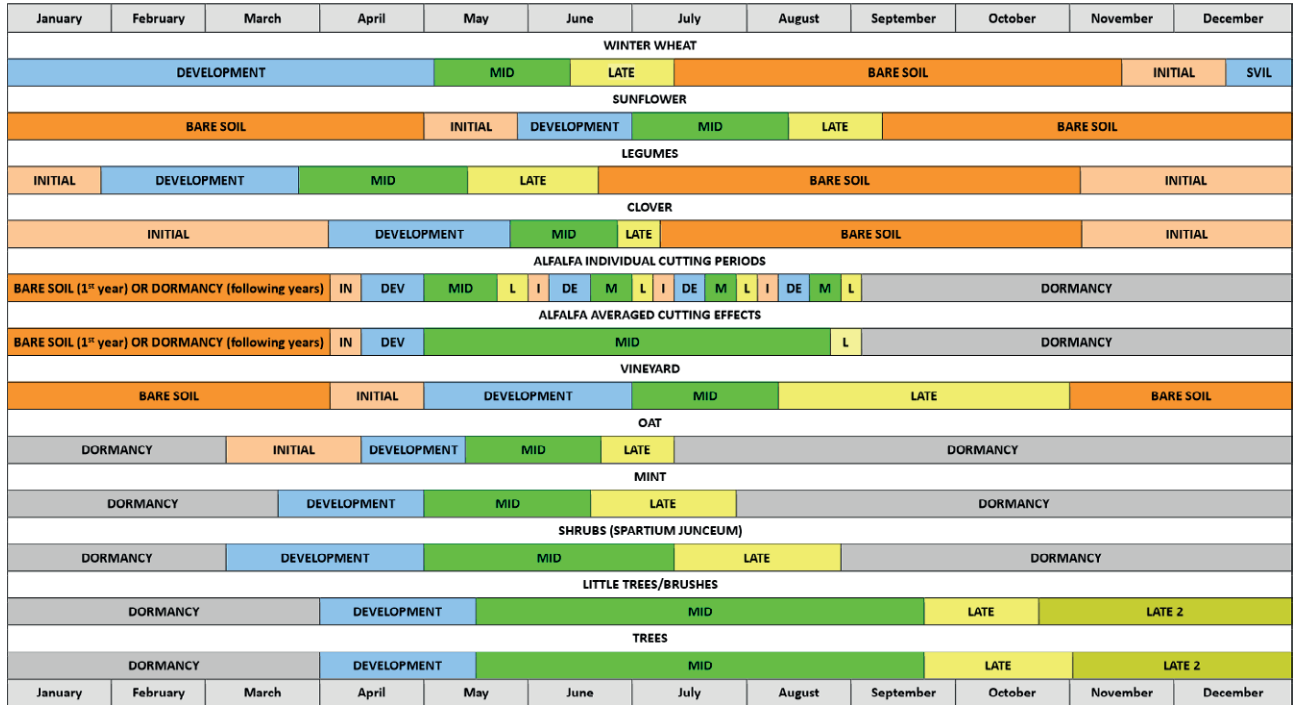 January February March April May June July August September October November December
WINTER WHEAT
DEVELOPMENT MID LATE BARE SOIL INITIAL SVIL
SUNFLOWER
BARE SOIL INITIAL DEVELOPMENT MID LATE BARE SOIL
LEGUMES
INITIAL DEVELOPMENT MID LATE BARE SOIL INITIAL
CLOVER
INITIAL DEVELOPMENT MID LATE BARE SOIL INITIAL
ALFALFA INDIVIDUAL CUTTING PERIODS
BARE SOIL (1st year) OR DORMANCY (following years) IN DEV MID L I DE M L I DE M L I DE M L DORMANCY
ALFALFA AVERAGED CUTTING EFFECTS
BARE SOIL (1st year) OR DORMANCY (following years) IN DEV MID L DORMANCY
VINEYARD
BARE SOIL INITIAL DEVELOPMENT MID LATE BARE SOIL
OAT
DORMANCY INITIAL DEVELOPMENT MID LATE DORMANCY
MINT
DORMANCY DEVELOPMENT MID LATE DORMANCY
SHRUBS (SPARTIUM JUNCEUM)
DORMANCY DEVELOPMENT MID LATE DORMANCY
LITTLE TREES/BRUSHES
DORMANCY DEVELOPMENT MID LATE LATE 2
TREES
DORMANCY DEVELOPMENT MID LATE LATE 2
January February March April May June July August September October November December